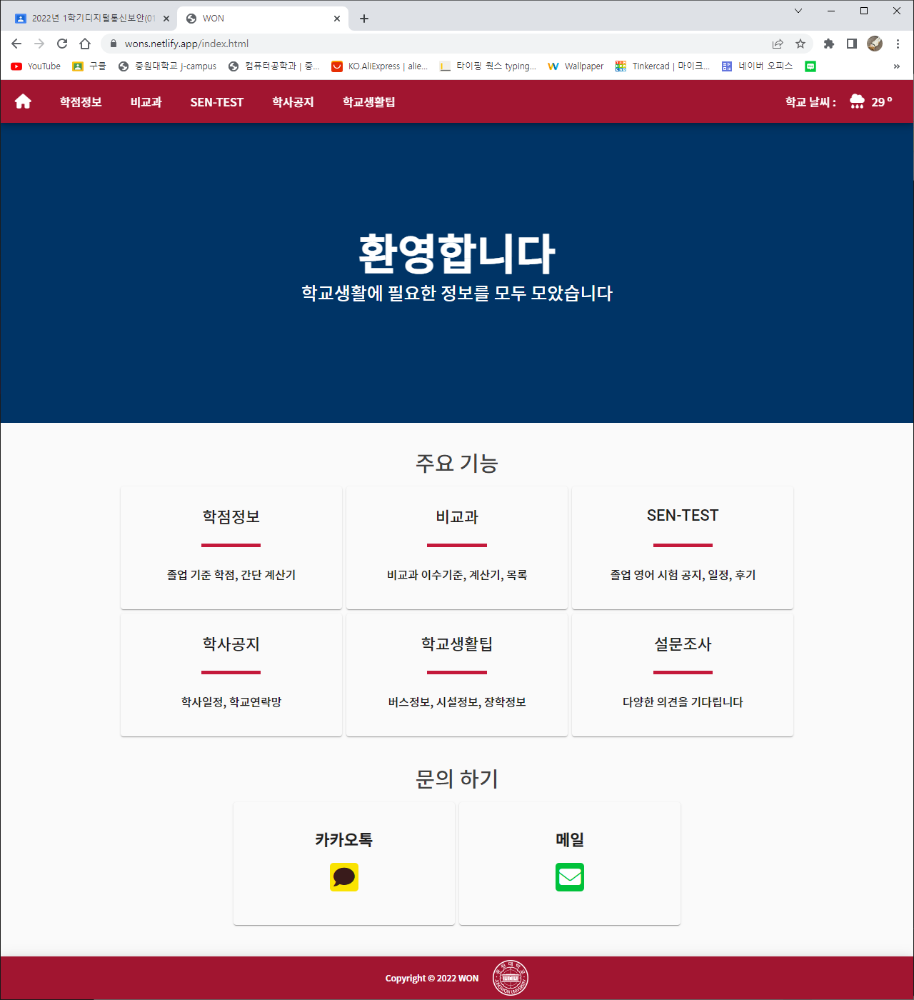 2022년 1학기디지털통신보안(01
WON
wons.netlify.app/index.html
YouTube
구클
중원대학교 j-campus
컴퓨터공학과 | 중...
KO.AliExpress | alie...
타이핑 웍스 typing...
Wallpaper
Tinkercad | 마이크...
네이버 오피스
»
학점정보 비교과 SEN-TEST 학사공지 학교생활팁 학교 날씨 : 29 º
환영합니다
학교생활에 필요한 정보를 모두 모았습니다
주요 기능
학점정보
졸업 기준 학점, 간단 계산기
비교과
비교과 이수기준, 계산기, 목록
SEN-TEST
졸업 영어 시험 공지, 일정, 후기
학사공지
학사일정, 학교연락망
학교생활팁
버스정보, 시설정보, 장학정보
설문조사
다양한 의견을 기다립니다
문의 하기
카카오톡
메일
Copyright © 2022 WON
중원대학교
JUNGWON UNIVERSITY